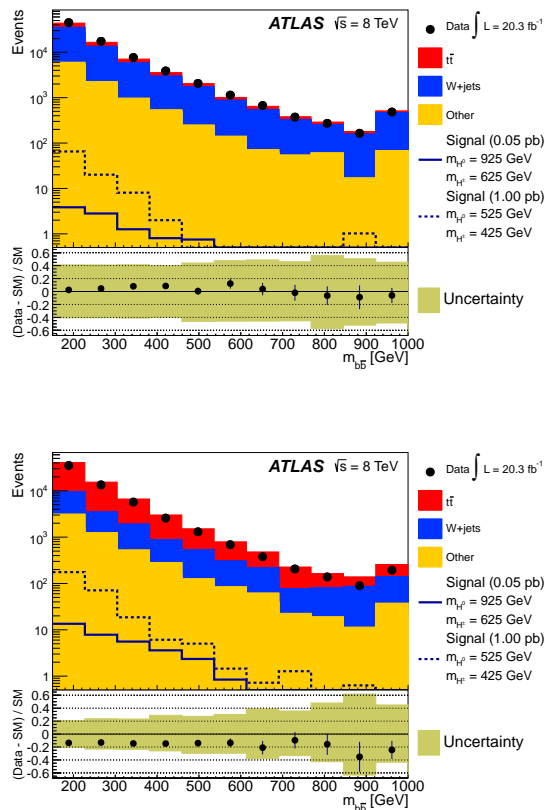 Events
ATLAS √s = 8 TeV
10⁴
10³
10²
10
1
Data ∫ L = 20.3 fb⁻¹
tt̄
W+jets
Other
Signal (0.05 pb)
m_H⁰ = 925 GeV
m_H± = 625 GeV
Signal (1.00 pb)
m_H⁰ = 525 GeV
m_H± = 425 GeV
(Data - SM) / SM
0.6
0.4
0.2
0
-0.2
-0.4
-0.6
Uncertainty
200 300 400 500 600 700 800 900 1000
m_bb̄ [GeV]
Events
ATLAS √s = 8 TeV
10⁴
10³
10²
10
1
Data ∫ L = 20.3 fb⁻¹
tt̄
W+jets
Other
Signal (0.05 pb)
m_H⁰ = 925 GeV
m_H± = 625 GeV
Signal (1.00 pb)
m_H⁰ = 525 GeV
m_H± = 425 GeV
(Data - SM) / SM
0.6
0.4
0.2
0
-0.2
-0.4
-0.6
Uncertainty
200 300 400 500 600 700 800 900 1000
m_bb̄ [GeV]